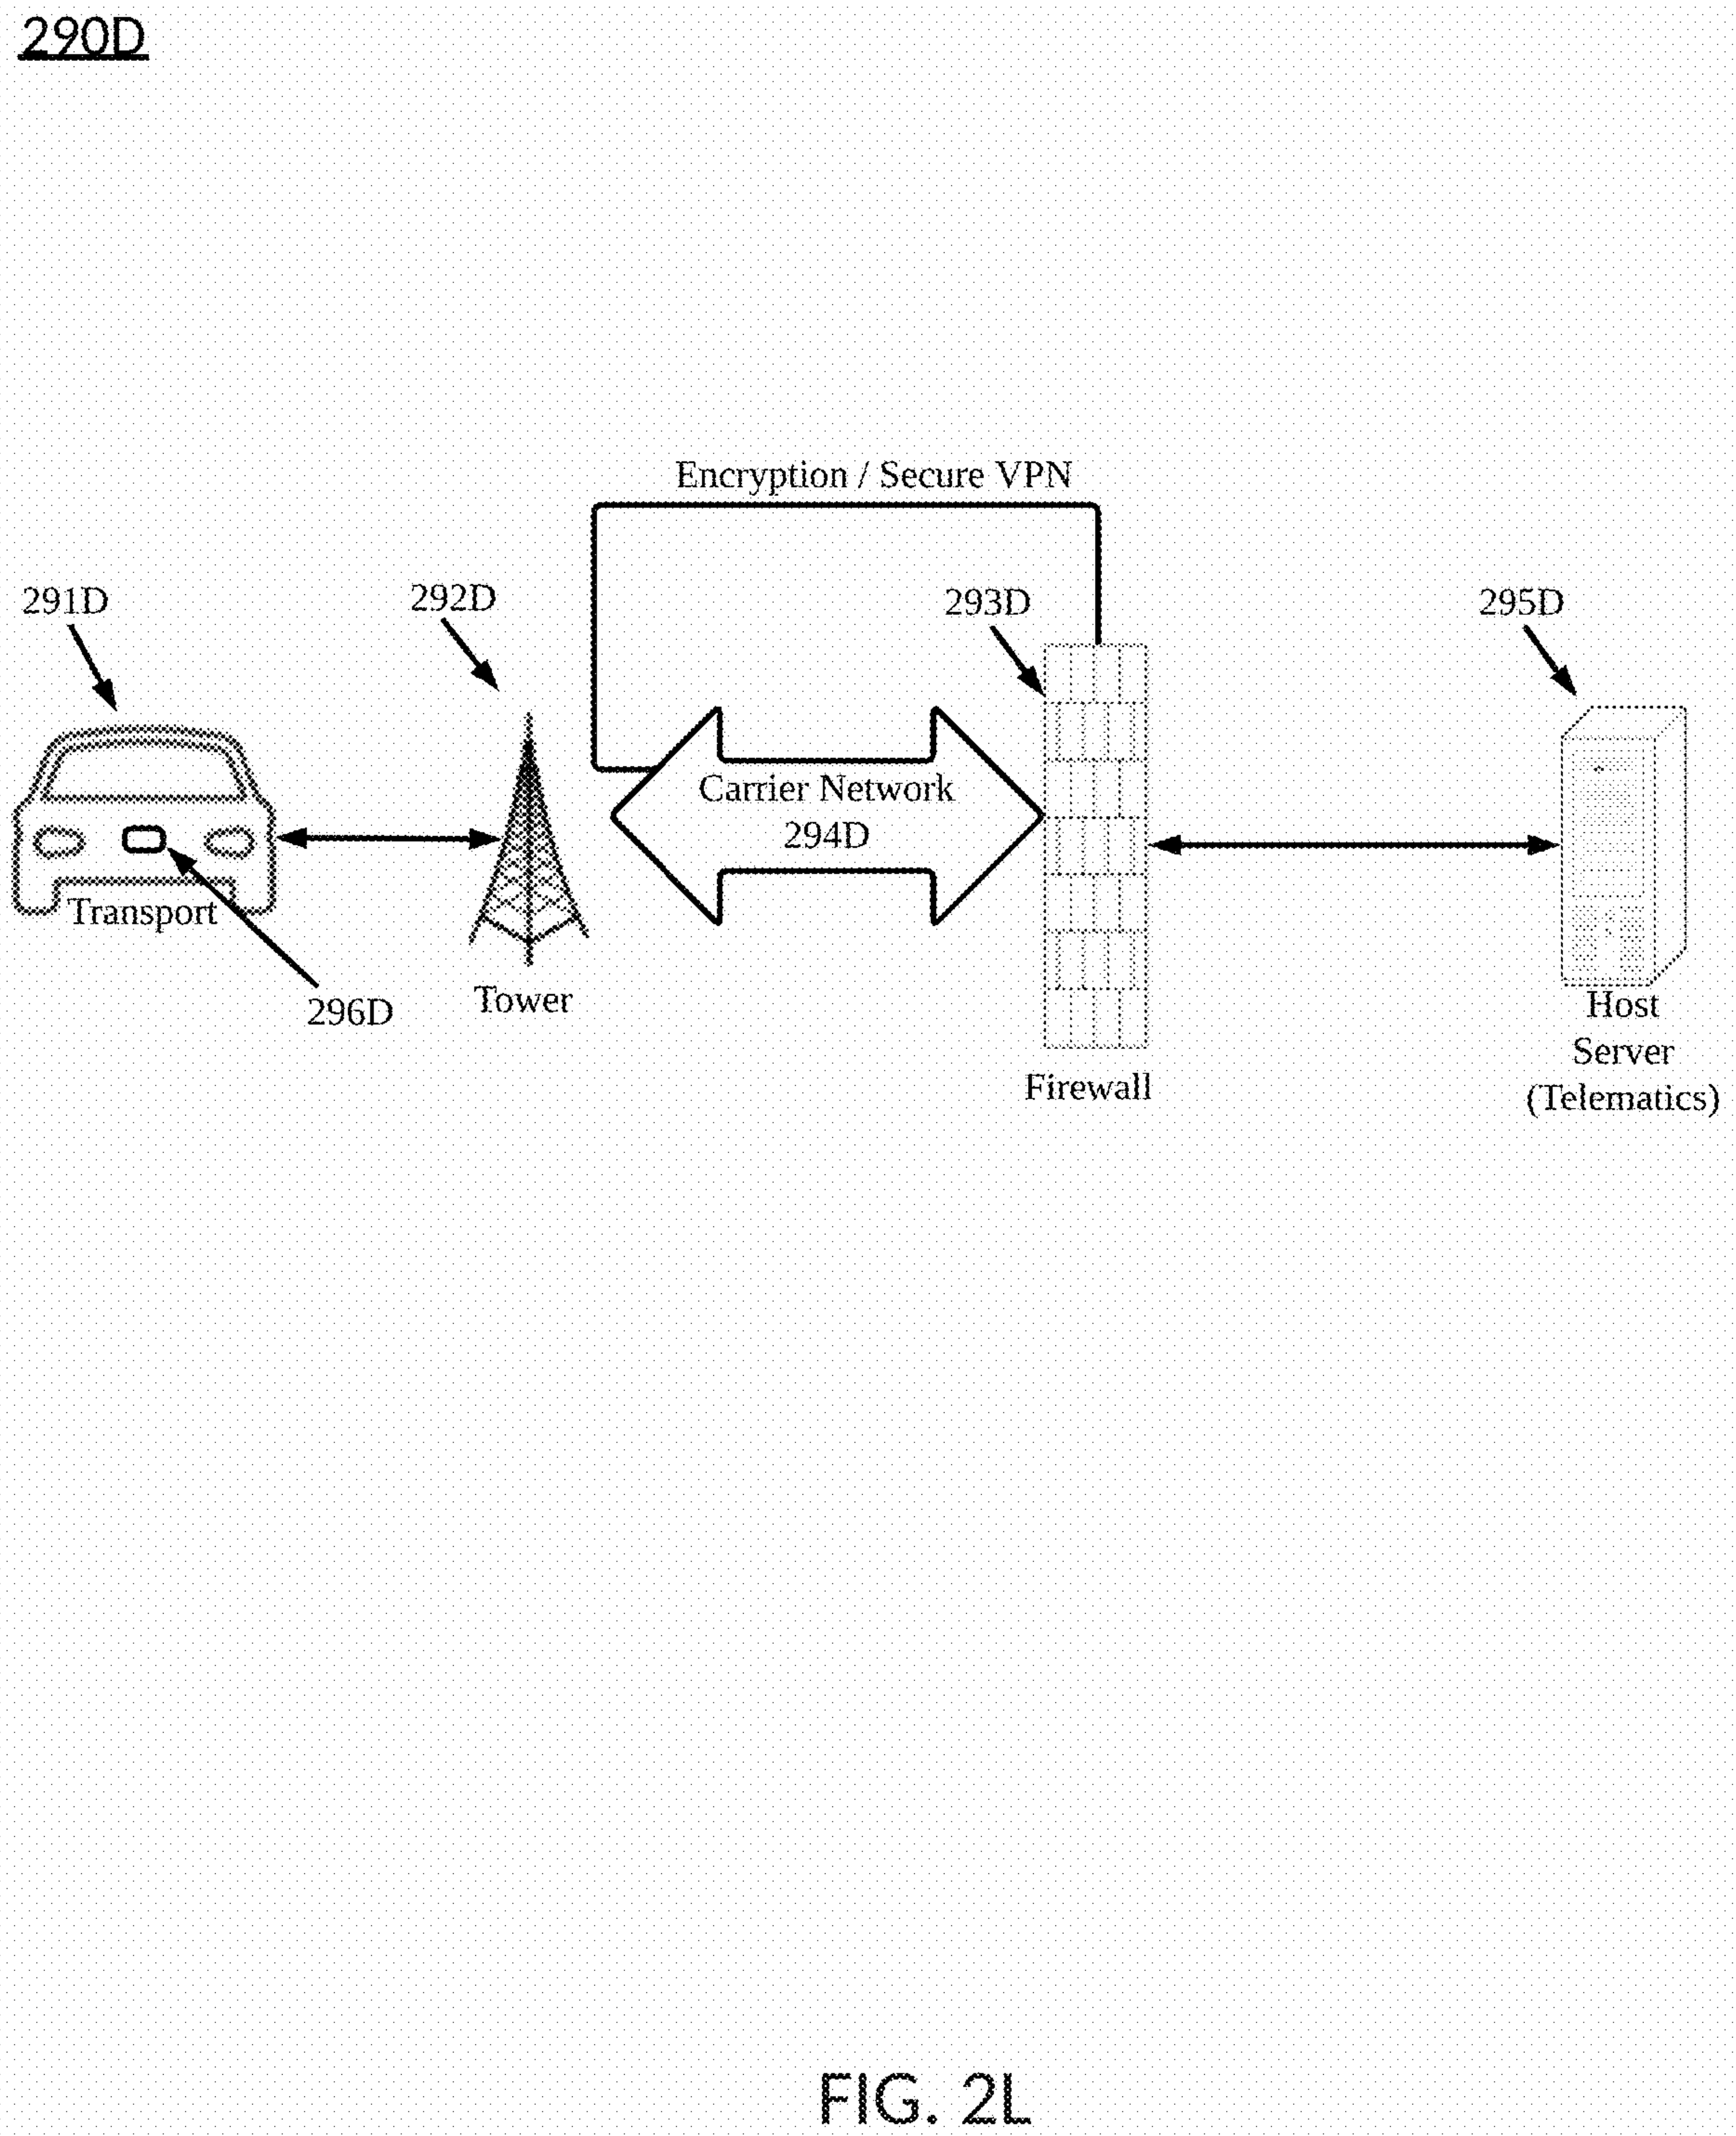 290D
Encryption / Secure VPN
291D
292D
293D
295D
Carrier Network
294D
Transport
296D
Tower
Firewall
Host
Server
(Telematics)
FIG. 2L